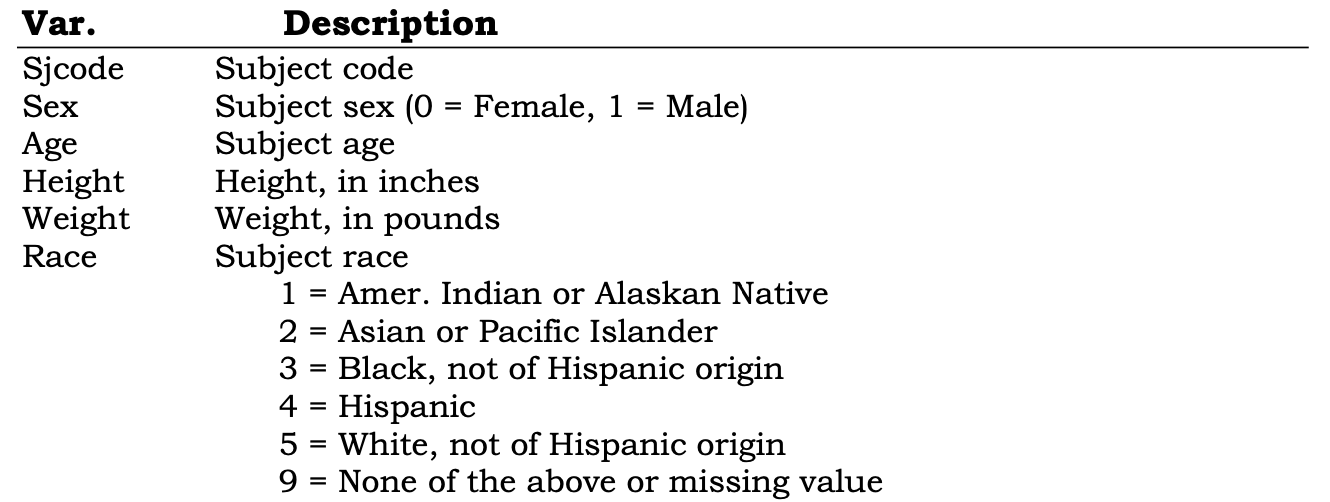 Var. Description
Sjcode Subject code
Sex Subject sex (0 = Female, 1 = Male)
Age Subject age
Height Height, in inches
Weight Weight, in pounds
Race Subject race
1 = Amer. Indian or Alaskan Native
2 = Asian or Pacific Islander
3 = Black, not of Hispanic origin
4 = Hispanic
5 = White, not of Hispanic origin
9 = None of the above or missing value